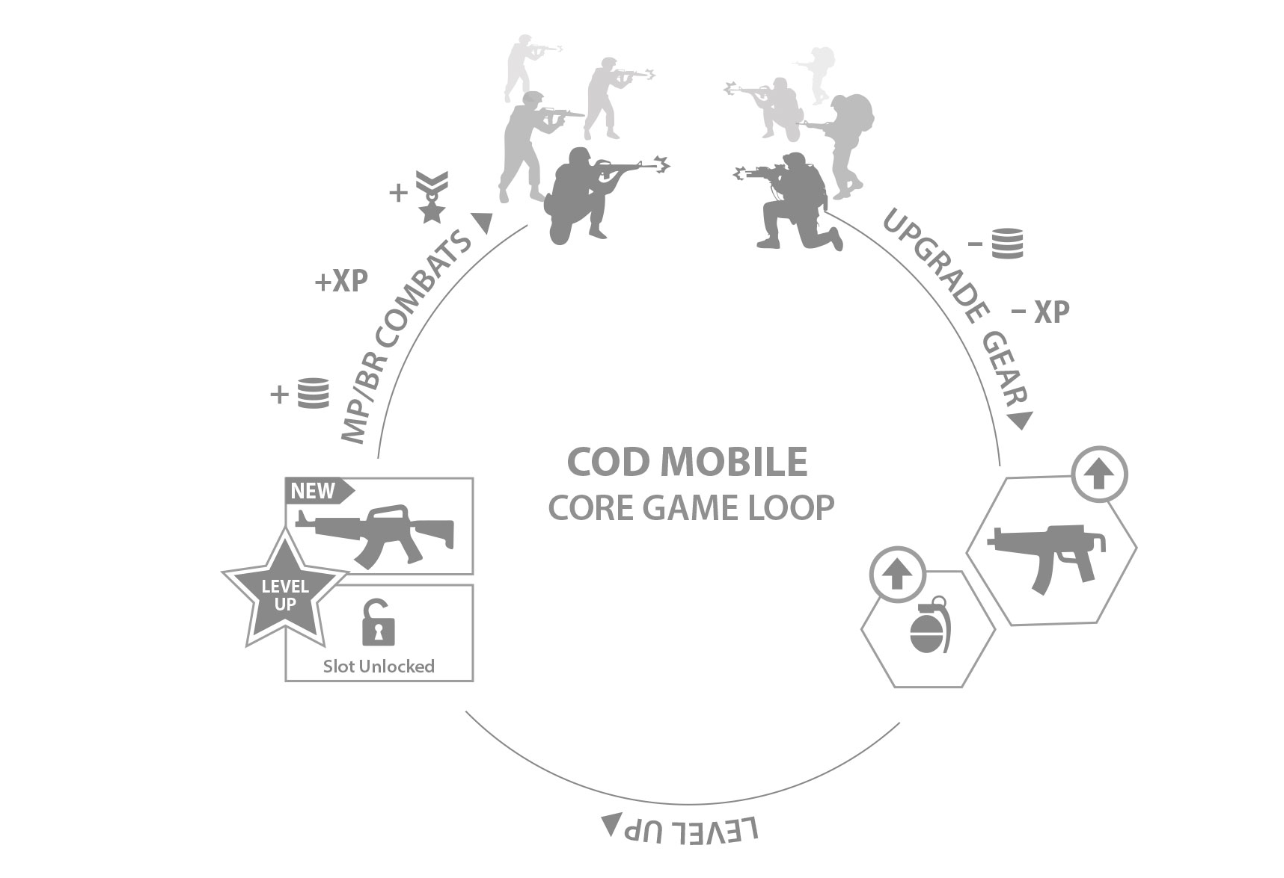 +
+XP
+
MP/BR COMBATS
UPGRADE GEAR
–
– XP
COD MOBILE
CORE GAME LOOP
NEW
LEVEL
UP
Slot Unlocked
LEVEL UP